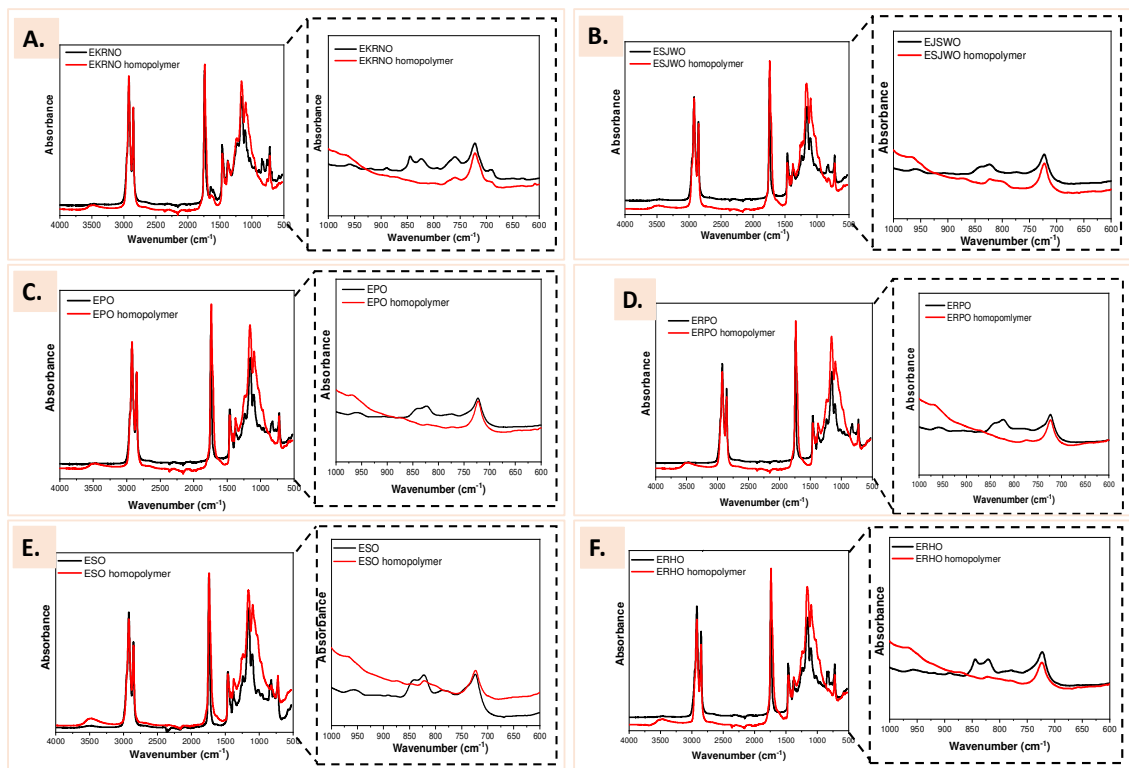 A.
EKRNO
EKRNO homopolymer
Absorbance
4000 3500 3000 2500 2000 1500 1000 500
Wavenumber (cm-1)
EKRNO
EKRNO homopolymer
Absorbance
1000 950 900 850 800 750 700 650 600
Wavenumber (cm-1)
B.
ESJWO
ESJWO homopolymer
Absorbance
4000 3500 3000 2500 2000 1500 1000 500
Wavenumber (cm-1)
EJSWO
ESJWO homopolymer
Absorbance
1000 950 900 850 800 750 700 650 600
Wavenumber (cm-1)
C.
EPO
EPO homopolymer
Absorbance
4000 3500 3000 2500 2000 1500 1000 500
Wavenumber (cm-1)
EPO
EPO homopolymer
Absorbance
1000 950 900 850 800 750 700 650 600
Wavenumber (cm-1)
D.
ERPO
ERPO homopolymer
Absorbance
4000 3500 3000 2500 2000 1500 1000 500
Wavenumber (cm-1)
ERPO
ERPO homopomlymer
Absorbance
1000 950 900 850 800 750 700 650 600
Wavenumber (cm-1)
E.
ESO
ESO homopolymer
Absorbance
4000 3500 3000 2500 2000 1500 1000 500
Wavenumber (cm-1)
ESO
ESO homopolymer
Absorbance
1000 950 900 850 800 750 700 650 600
Wavenumber (cm-1)
F.
ERHO
ERHO homopolymer
Absorbance
4000 3500 3000 2500 2000 1500 1000 500
Wavenumber (cm-1)
ERHO
ERHO homopolymer
Absorbance
1000 950 900 850 800 750 700 650 600
Wavenumber (cm-1)